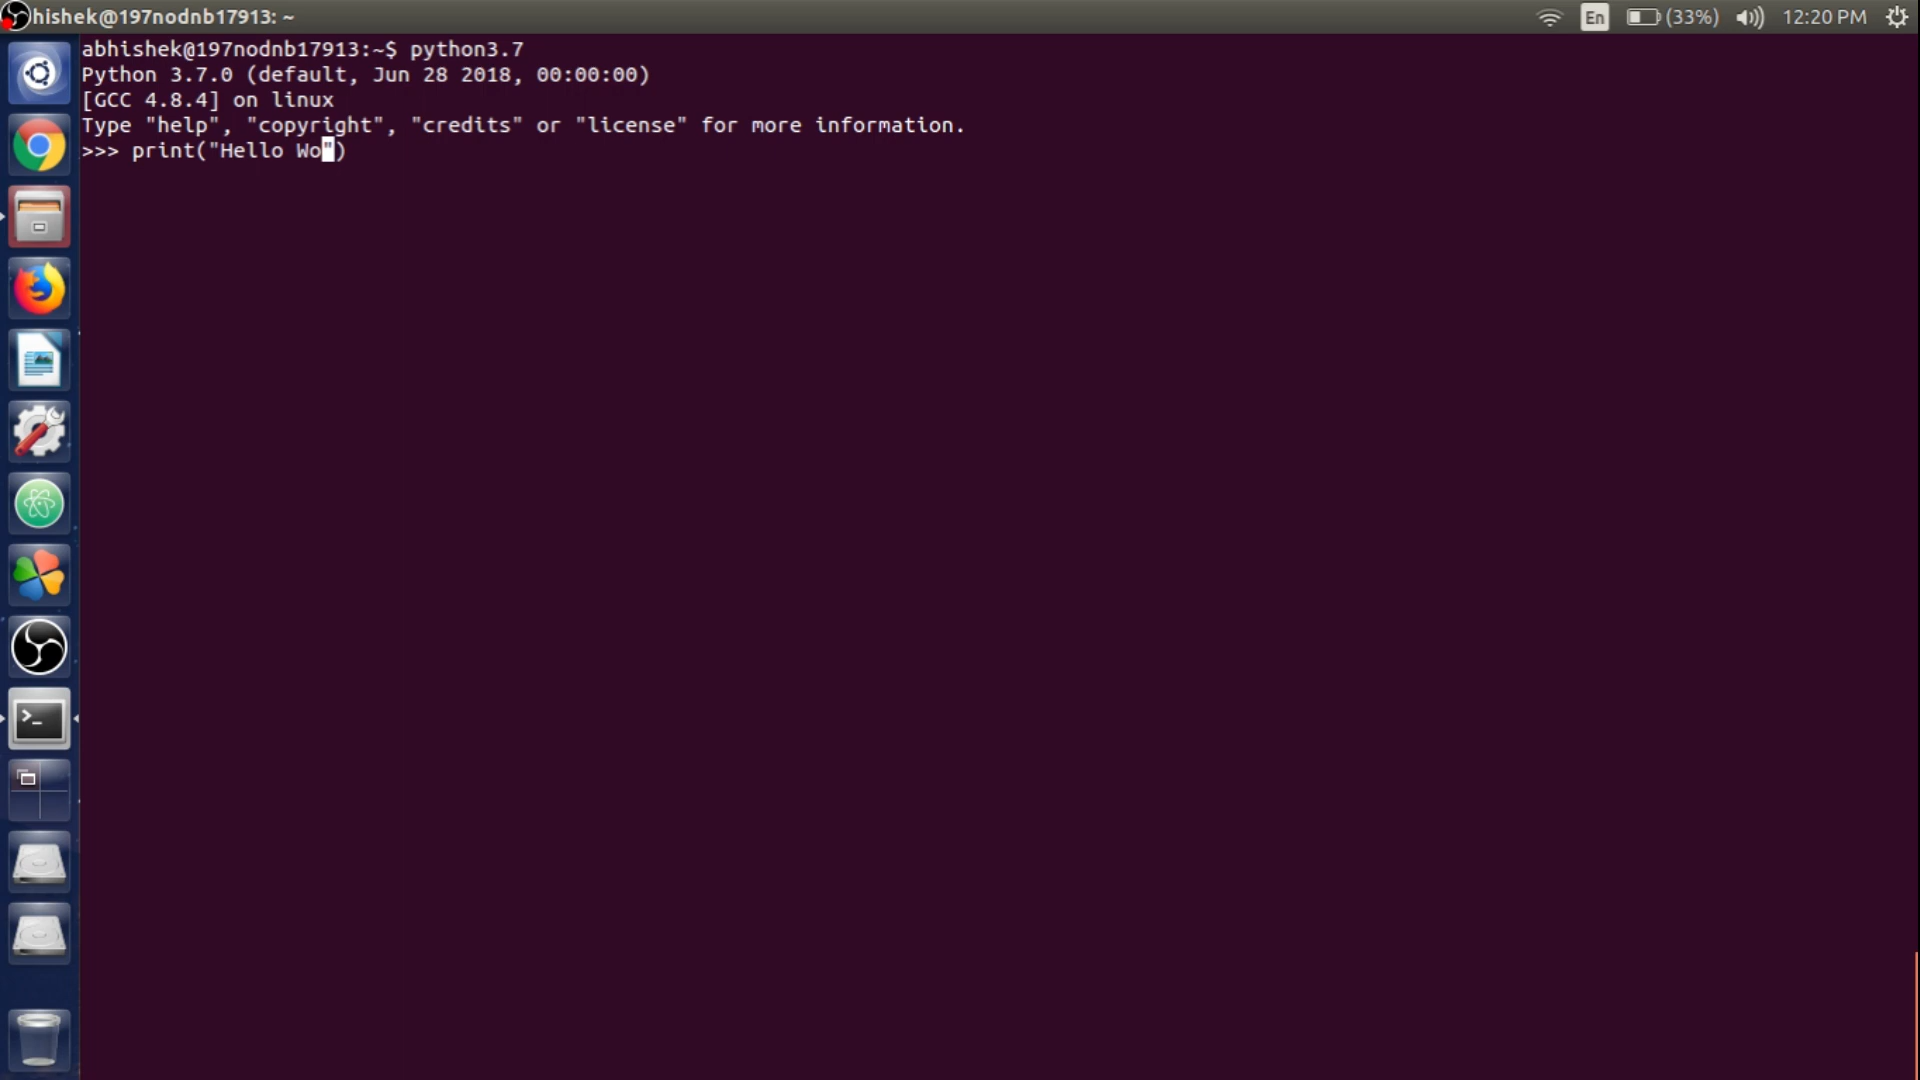 hishek@197nodnb17913: ~
En
(33%)
12:20 PM
abhishek@197nodnb17913:~$ python3.7
Python 3.7.0 (default, Jun 28 2018, 00:00:00)
[GCC 4.8.4] on linux
Type "help", "copyright", "credits" or "license" for more information.
>>> print("Hello Wo")
>_